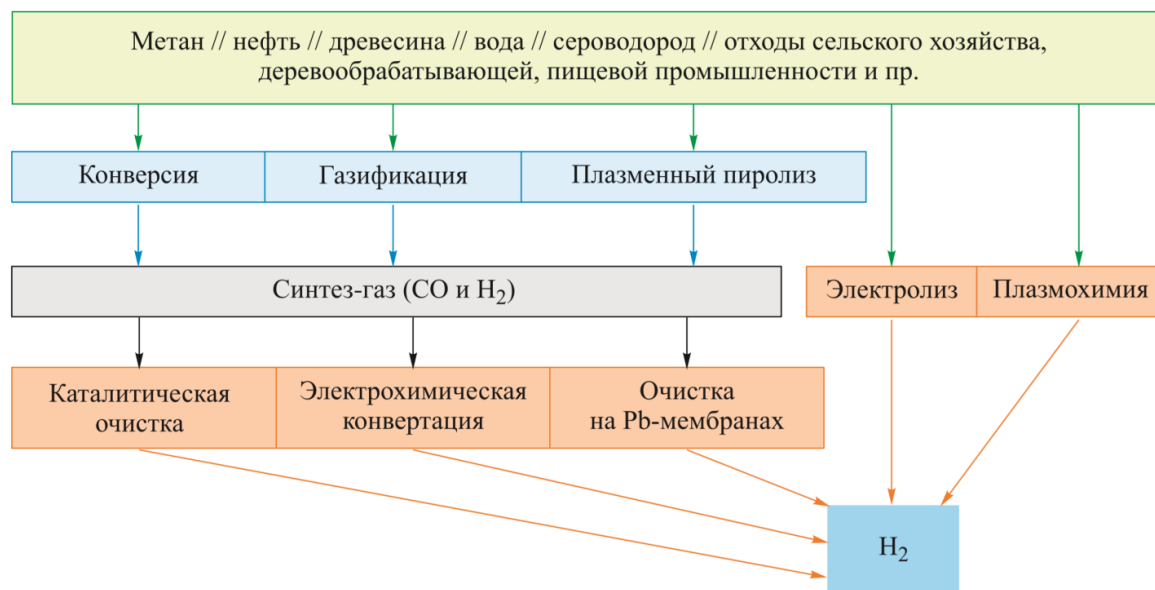 Метан // нефть // древесина // вода // сероводород // отходы сельского хозяйства,
деревообрабатывающей, пищевой промышленности и пр.
Конверсия
Газификация
Плазменный пиролиз
Синтез-газ (CO и H₂)
Электролиз
Плазмохимия
Каталитическая
очистка
Электрохимическая
конвертация
Очистка
на Pb-мембранах
H₂